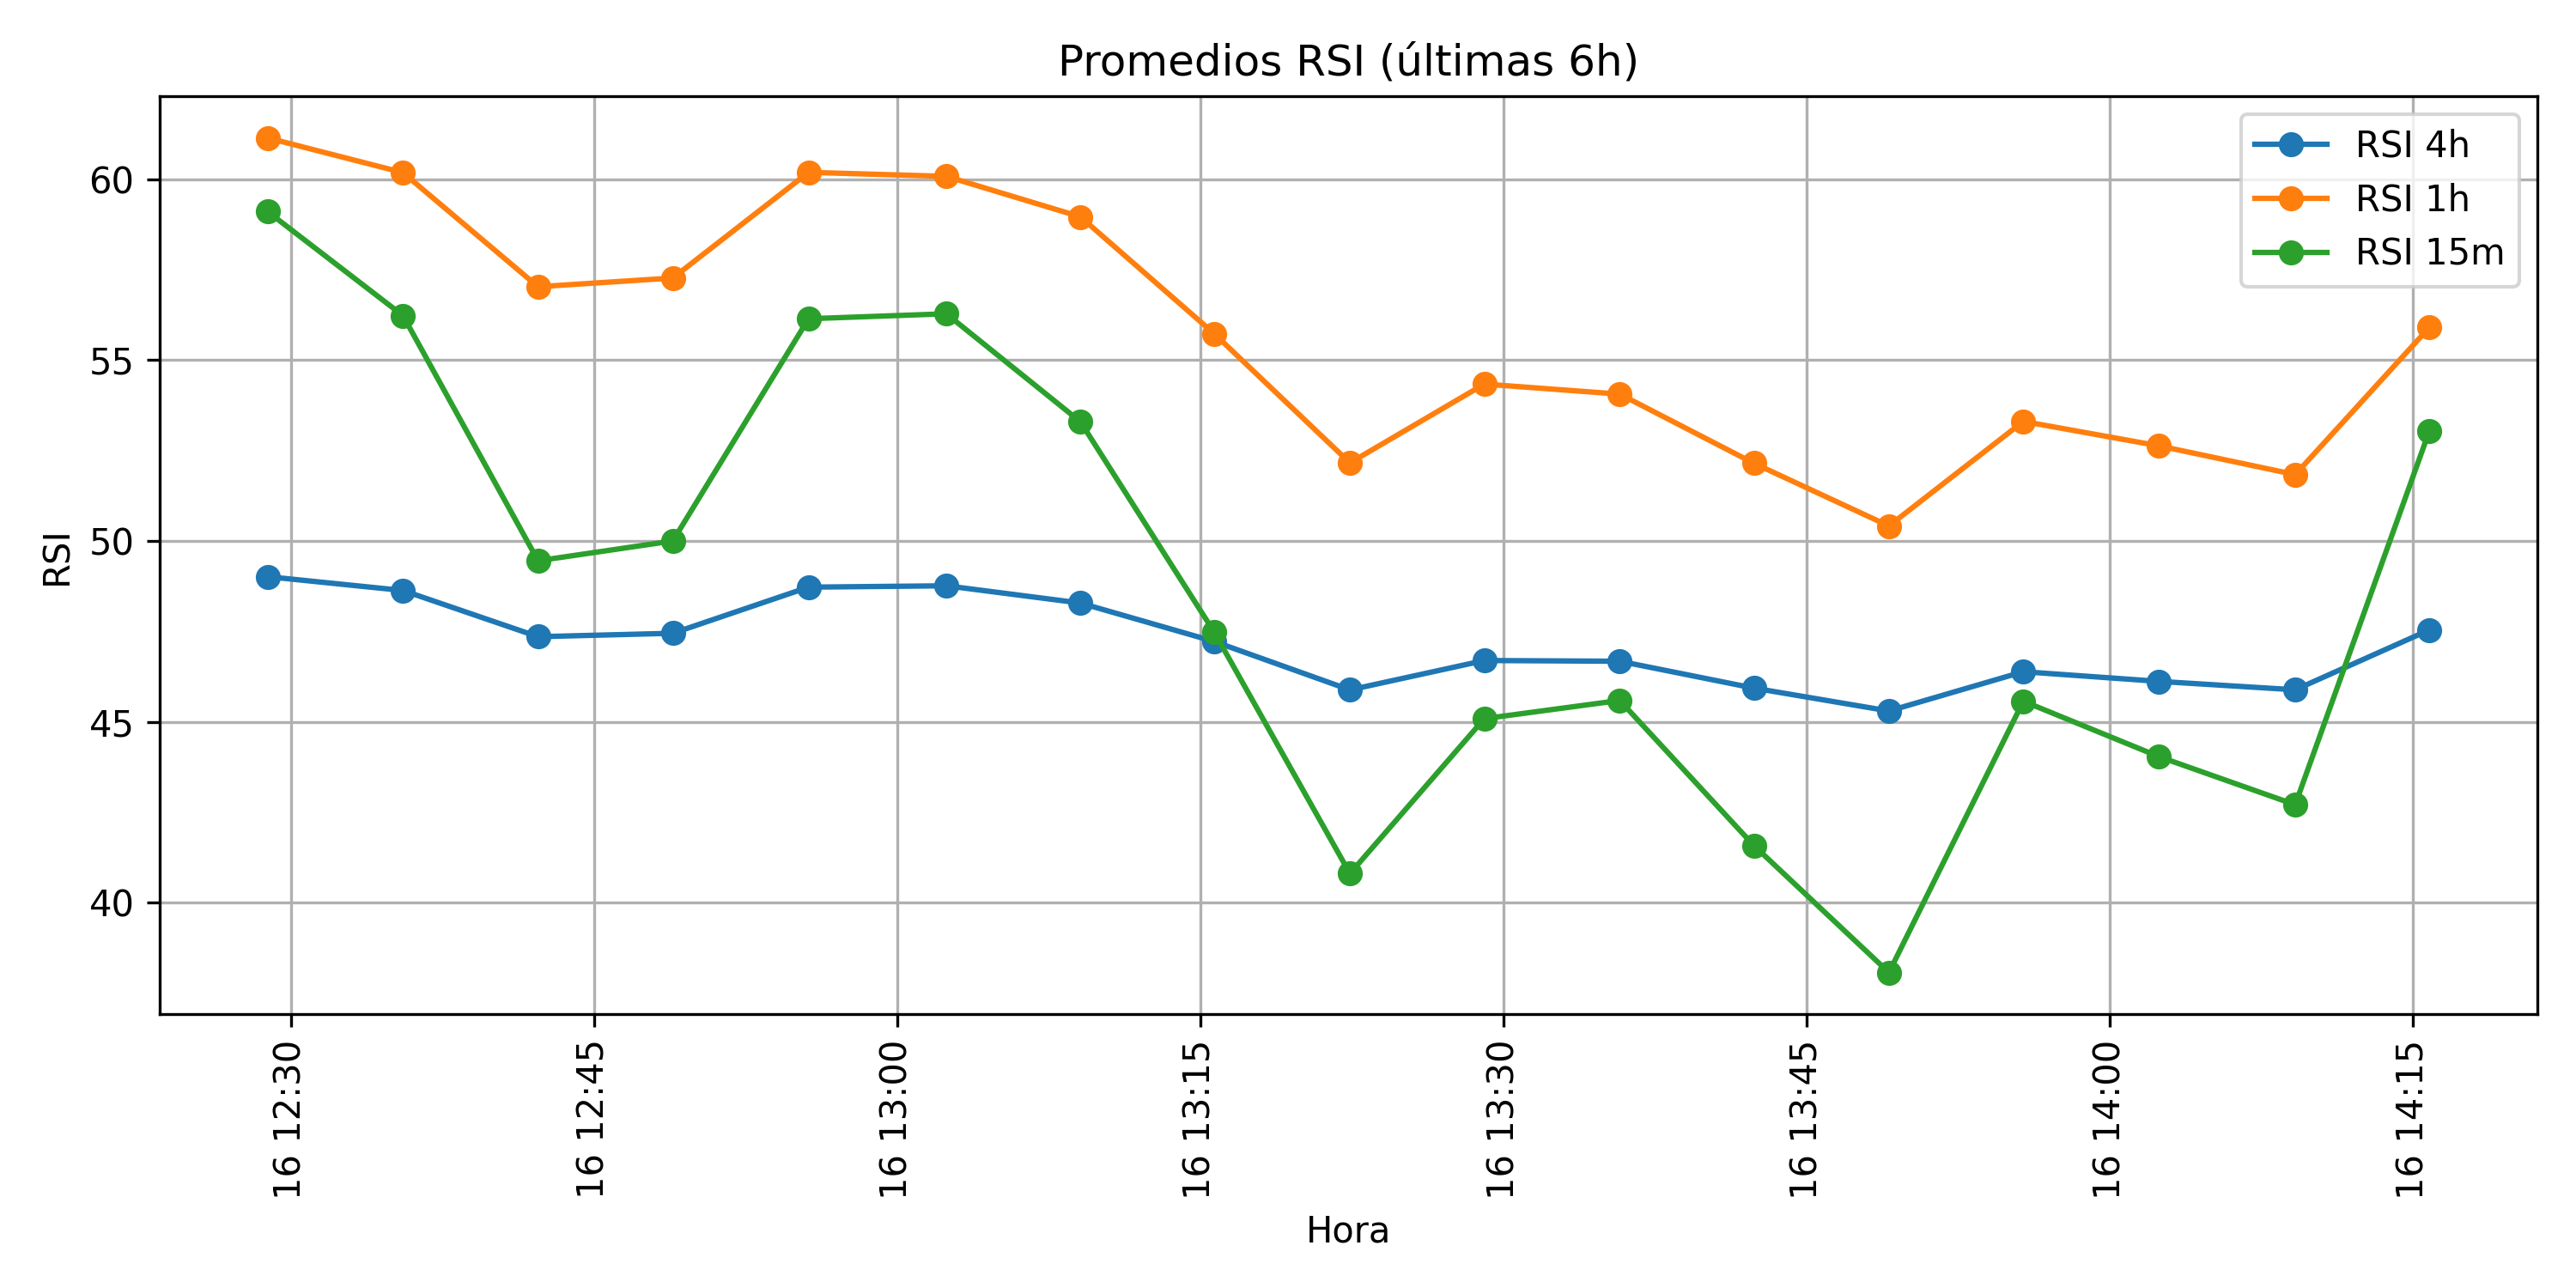 Promedios RSI (últimas 6h)
RSI 4h
RSI 1h
RSI 15m
RSI
60
55
50
45
40
16 12:30
16 12:45
16 13:00
16 13:15
16 13:30
16 13:45
16 14:00
16 14:15
Hora